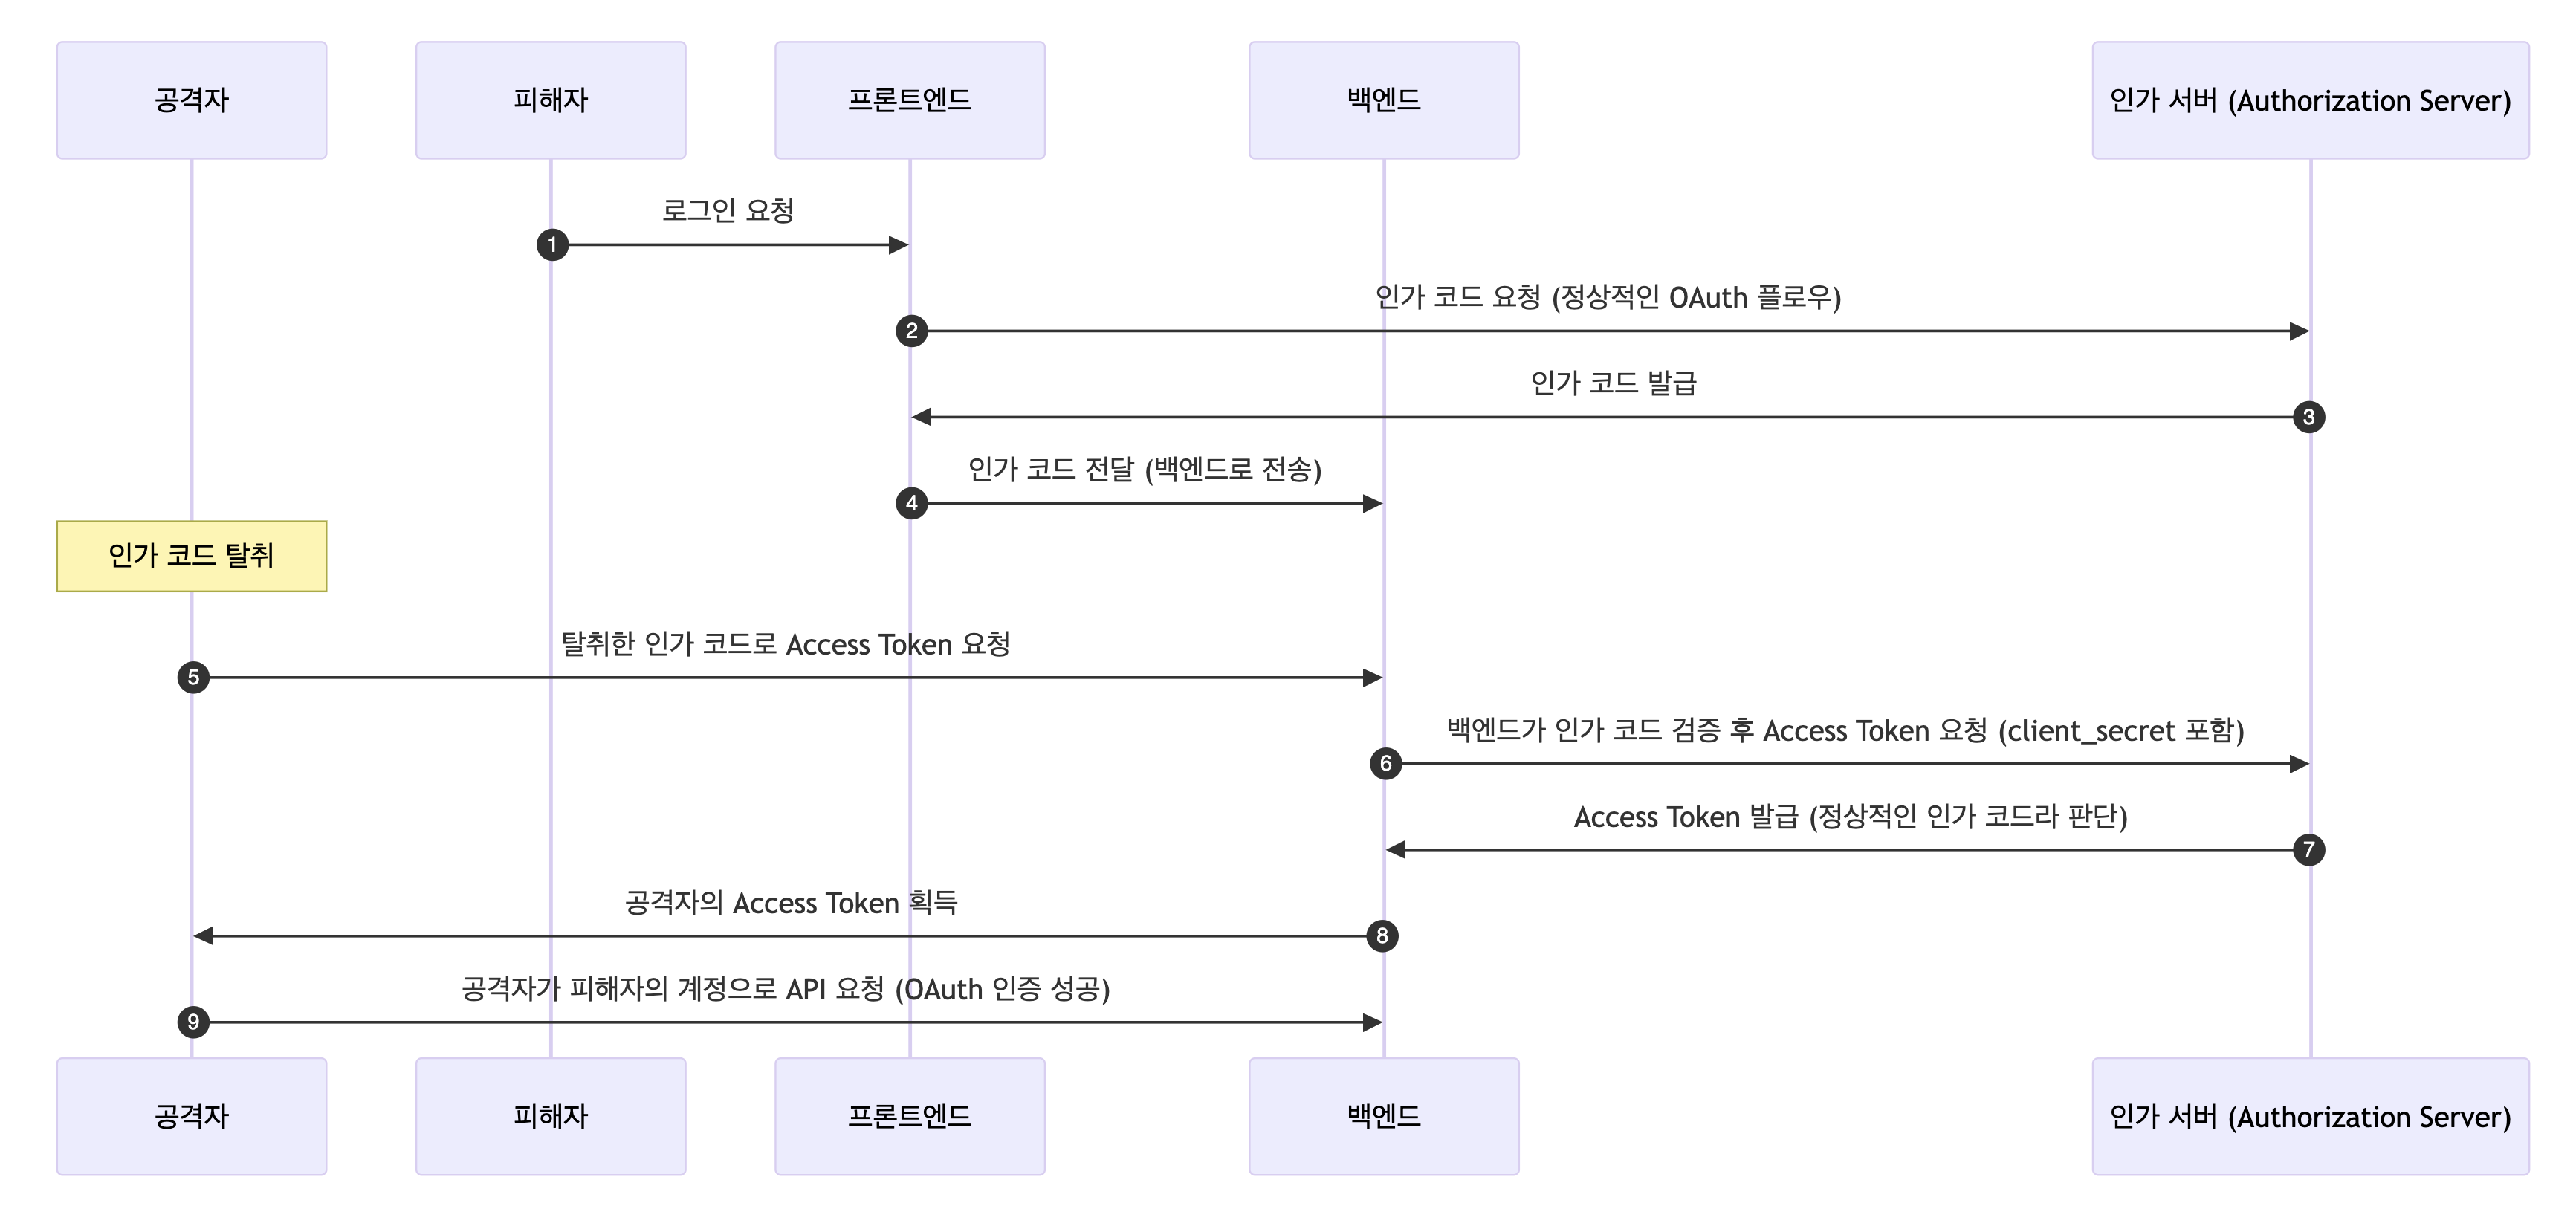 공격자
피해자
프론트엔드
백엔드
인가 서버 (Authorization Server)
로그인 요청
1
인가 코드 요청 (정상적인 OAuth 플로우)
2
인가 코드 발급
3
인가 코드 전달 (백엔드로 전송)
4
인가 코드 탈취
탈취한 인가 코드로 Access Token 요청
5
백엔드가 인가 코드 검증 후 Access Token 요청 (client_secret 포함)
6
Access Token 발급 (정상적인 인가 코드라 판단)
7
공격자의 Access Token 획득
8
공격자가 피해자의 계정으로 API 요청 (OAuth 인증 성공)
9
공격자
피해자
프론트엔드
백엔드
인가 서버 (Authorization Server)